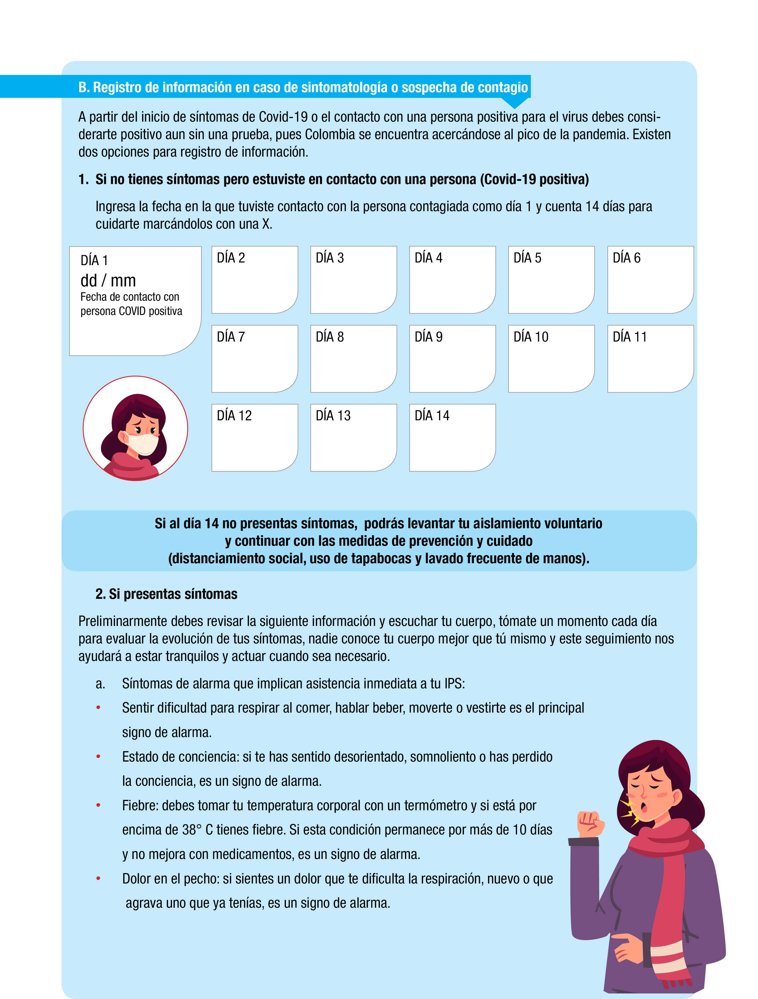 B. Registro de información en caso de sintomatología o sospecha de contagio
A partir del inicio de síntomas de Covid-19 o el contacto con una persona positiva para el virus debes consi-
derarte positivo aun sin una prueba, pues Colombia se encuentra acercándose al pico de la pandemia. Existen
dos opciones para registro de información.
1. Si no tienes síntomas pero estuviste en contacto con una persona (Covid-19 positiva)
Ingresa la fecha en la que tuviste contacto con la persona contagiada como día 1 y cuenta 14 días para
cuidarte marcándolos con una X.
DÍA 1
dd / mm
Fecha de contacto con
persona COVID positiva
DÍA 2
DÍA 3
DÍA 4
DÍA 5
DÍA 6
DÍA 7
DÍA 8
DÍA 9
DÍA 10
DÍA 11
DÍA 12
DÍA 13
DÍA 14
Si al día 14 no presentas síntomas, podrás levantar tu aislamiento voluntario
y continuar con las medidas de prevención y cuidado
(distanciamiento social, uso de tapabocas y lavado frecuente de manos).
2. Si presentas síntomas
Preliminarmente debes revisar la siguiente información y escuchar tu cuerpo, tómate un momento cada día
para evaluar la evolución de tus síntomas, nadie conoce tu cuerpo mejor que tú mismo y este seguimiento nos
ayudará a estar tranquilos y actuar cuando sea necesario.
a. Síntomas de alarma que implican asistencia inmediata a tu IPS:
• Sentir dificultad para respirar al comer, hablar beber, moverte o vestirte es el principal
signo de alarma.
• Estado de conciencia: si te has sentido desorientado, somnoliento o has perdido
la conciencia, es un signo de alarma.
• Fiebre: debes tomar tu temperatura corporal con un termómetro y si está por
encima de 38° C tienes fiebre. Si esta condición permanece por más de 10 días
y no mejora con medicamentos, es un signo de alarma.
• Dolor en el pecho: si sientes un dolor que te dificulta la respiración, nuevo o que
agrava uno que ya tenías, es un signo de alarma.